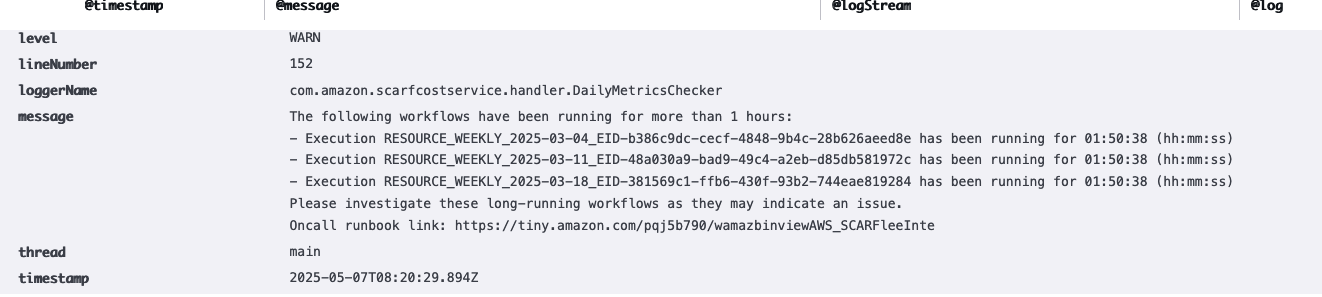 @timestamp @message @logStream @log
level WARN
lineNumber 152
loggerName com.amazon.scarfcostservice.handler.DailyMetricsChecker
message The following workflows have been running for more than 1 hours:
– Execution RESOURCE_WEEKLY_2025-03-04_EID-b386c9dc-cecf-4848-9b4c-28b626aeed8e has been running for 01:50:38 (hh:mm:ss)
– Execution RESOURCE_WEEKLY_2025-03-11_EID-48a030a9-bad9-49c4-a2eb-d85db581972c has been running for 01:50:38 (hh:mm:ss)
– Execution RESOURCE_WEEKLY_2025-03-18_EID-381569c1-ffb6-430f-93b2-744eae819284 has been running for 01:50:38 (hh:mm:ss)
Please investigate these long-running workflows as they may indicate an issue.
Oncall runbook link: https://tiny.amazon.com/pqj5b790/wamazbinviewAWS_SCARFleeInte
thread main
timestamp 2025-05-07T08:20:29.894Z